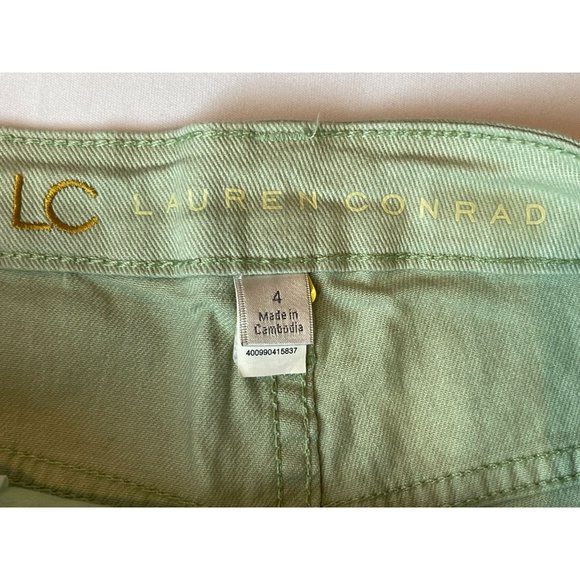 LC LAUREN CONRAD
4
Made in
Cambodia
400990415837